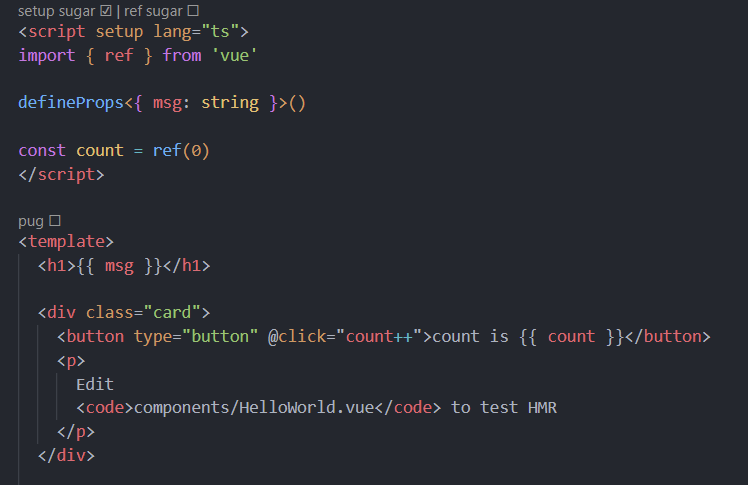 setup sugar ☑ | ref sugar ☐
<script setup lang="ts">
import { ref } from 'vue'
defineProps<{ msg: string }>()
const count = ref(0)
</script>
pug ☐
<template>
<h1>{{ msg }}</h1>
<div class="card">
<button type="button" @click="count++">count is {{ count }}</button>
<p>
Edit
<code>components/HelloWorld.vue</code> to test HMR
</p>
</div>